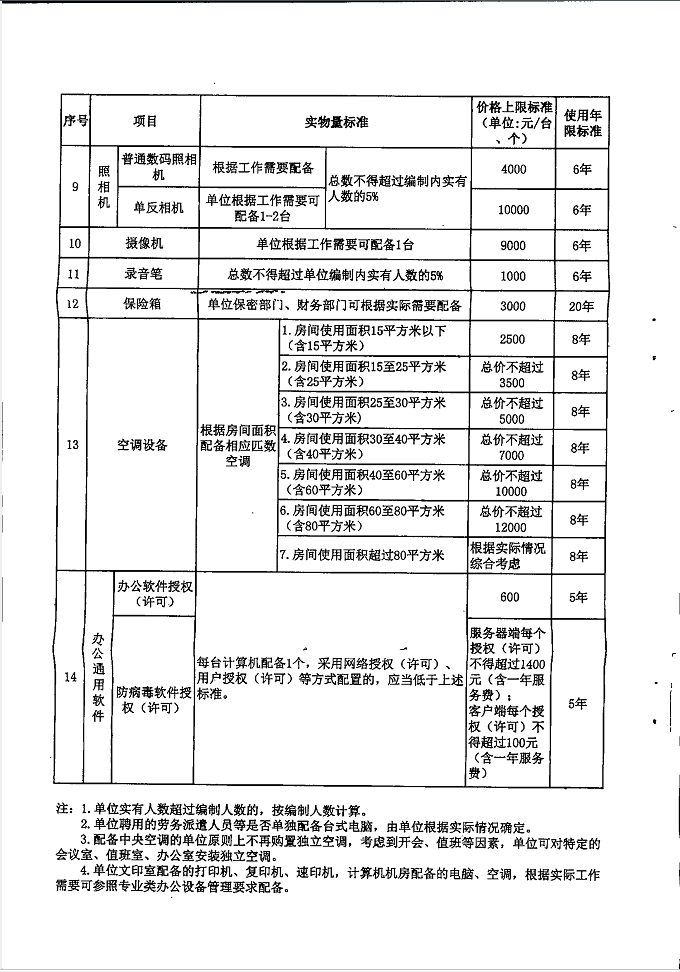 序号
项目
实物量标准
价格上限标准
（单位:元/台
、个）
使用年
限标准
9
照
相
机
普通数码照相
机
根据工作需要配备
总数不得超过编制内实有
人数的5%
4000
6年
单反相机
单位根据工作需要可
配备1-2台
10000
6年
10
摄像机
单位根据工作需要可配备1台
9000
6年
11
录音笔
总数不得超过单位编制内实有人数的5%
1000
6年
12
保险箱
单位保密部门、财务部门可根据实际需要配备
3000
20年
13
空调设备
根据房间面积
配备相应匹数
空调
1.房间使用面积15平方米以下
（含15平方米）
2500
8年
2.房间使用面积15至25平方米
（含25平方米）
总价不超过
3500
8年
3.房间使用面积25至30平方米
（含30平方米）
总价不超过
5000
8年
4.房间使用面积30至40平方米
（含40平方米）
总价不超过
7000
8年
5.房间使用面积40至60平方米
（含60平方米）
总价不超过
10000
8年
6.房间使用面积60至80平方米
（含80平方米）
总价不超过
12000
8年
7.房间使用面积超过80平方米
根据实际情况
综合考虑
8年
14
办
公
通
用
软
件
办公软件授权
（许可）
每台计算机配备1个，采用网络授权（许可）、
用户授权（许可）等方式配置的，应当低于上述
标准。
600
5年
防病毒软件授
权（许可）
服务器端每个
授权（许可）
不得超过1400
元（含一年服
务费）；
客户端每个授
权（许可）不
得超过100元
（含一年服务
费）
5年
注：1.单位实有人数超过编制人数的，按编制人数计算。
2.单位聘用的劳务派遣人员等是否单独配备台式电脑，由单位根据实际情况确定。
3.配备中央空调的单位原则上不再购置独立空调，考虑到开会、值班等因素，单位可对特定的
会议室、值班室、办公室安装独立空调。
4.单位文印室配备的打印机、复印机、速印机，计算机机房配备的电脑、空调，根据实际工作
需要可参照专业类办公设备管理要求配备。